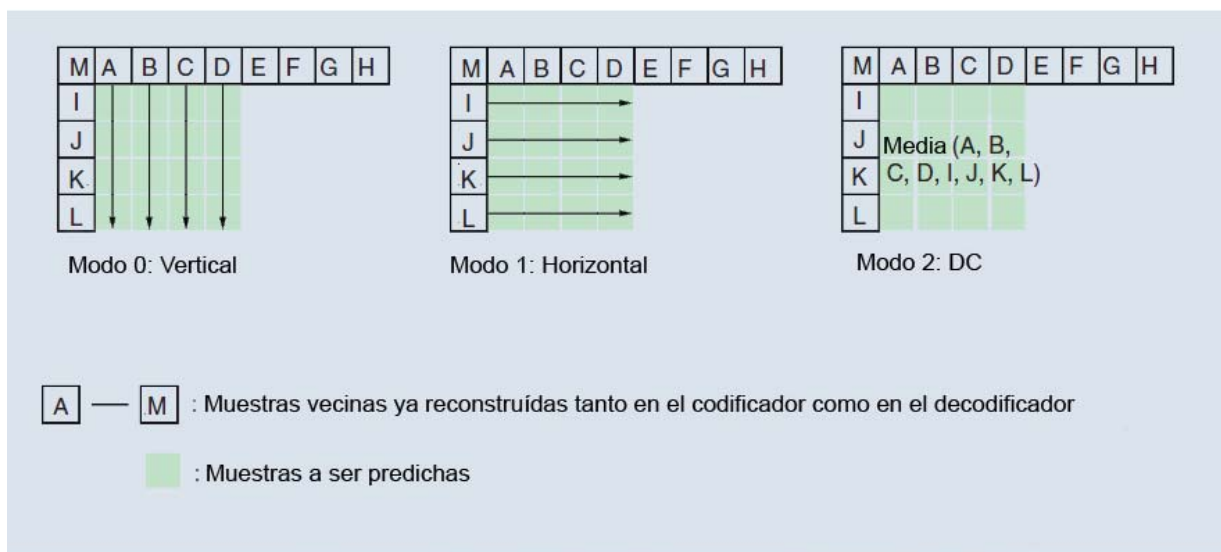 M A B C D E F G H
I
J
K
L
Modo 0: Vertical
M A B C D E F G H
I
J
K
L
Modo 1: Horizontal
M A B C D E F G H
I
J Media (A, B,
K C, D, I, J, K, L)
L
Modo 2: DC
A — M : Muestras vecinas ya reconstruídas tanto en el codificador como en el decodificador
: Muestras a ser predichas